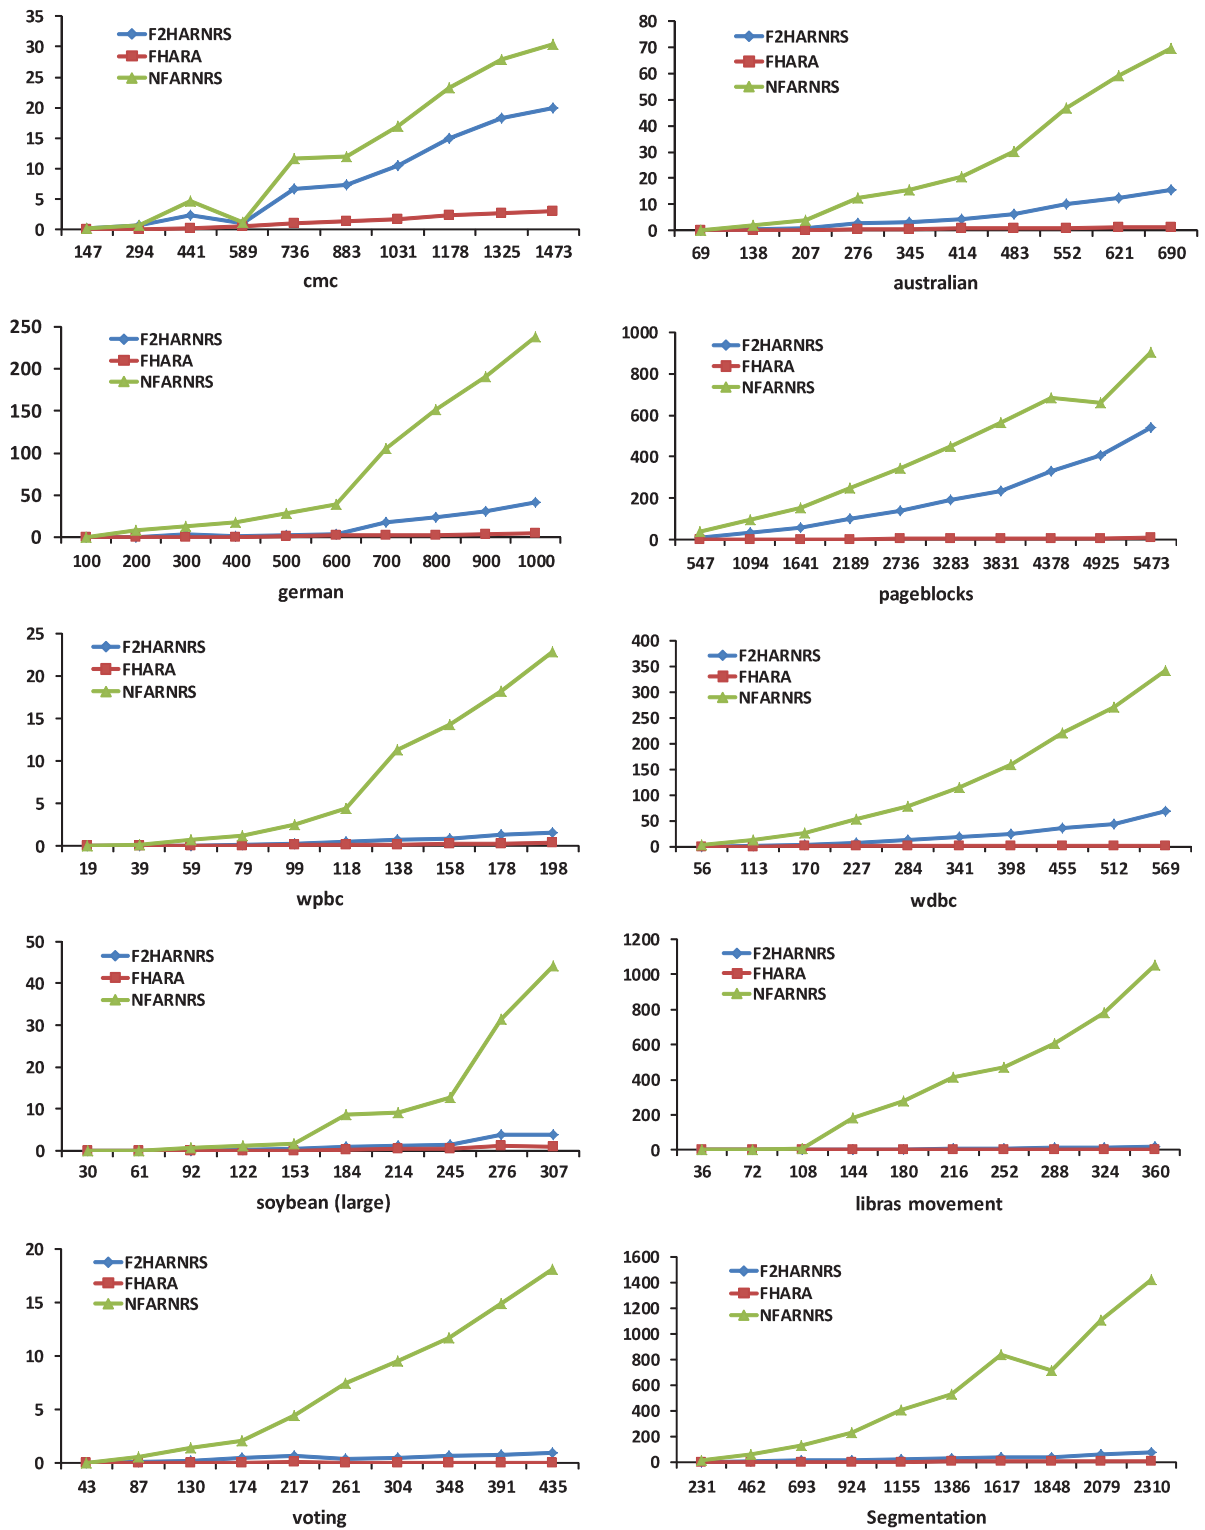 35
30
25
20
15
10
5
0
F2HARNRS
FHARA
NFARNRS
147 294 441 589 736 883 1031 1178 1325 1473
cmc
80
70
60
50
40
30
20
10
0
F2HARNRS
FHARA
NFARNRS
69 138 207 276 345 414 483 552 621 690
australian
250
200
150
100
50
0
F2HARNRS
FHARA
NFARNRS
100 200 300 400 500 600 700 800 900 1000
german
1000
800
600
400
200
0
F2HARNRS
FHARA
NFARNRS
547 1094 1641 2189 2736 3283 3831 4378 4925 5473
pageblocks
25
20
15
10
5
0
F2HARNRS
FHARA
NFARNRS
19 39 59 79 99 118 138 158 178 198
wpbc
400
350
300
250
200
150
100
50
0
F2HARNRS
FHARA
NFARNRS
56 113 170 227 284 341 398 455 512 569
wdbc
50
40
30
20
10
0
F2HARNRS
FHARA
NFARNRS
30 61 92 122 153 184 214 245 276 307
soybean (large)
1200
1000
800
600
400
200
0
F2HARNRS
FHARA
NFARNRS
36 72 108 144 180 216 252 288 324 360
libras movement
20
15
10
5
0
F2HARNRS
FHARA
NFARNRS
43 87 130 174 217 261 304 348 391 435
voting
1600
1400
1200
1000
800
600
400
200
0
F2HARNRS
FHARA
NFARNRS
231 462 693 924 1155 1386 1617 1848 2079 2310
Segmentation